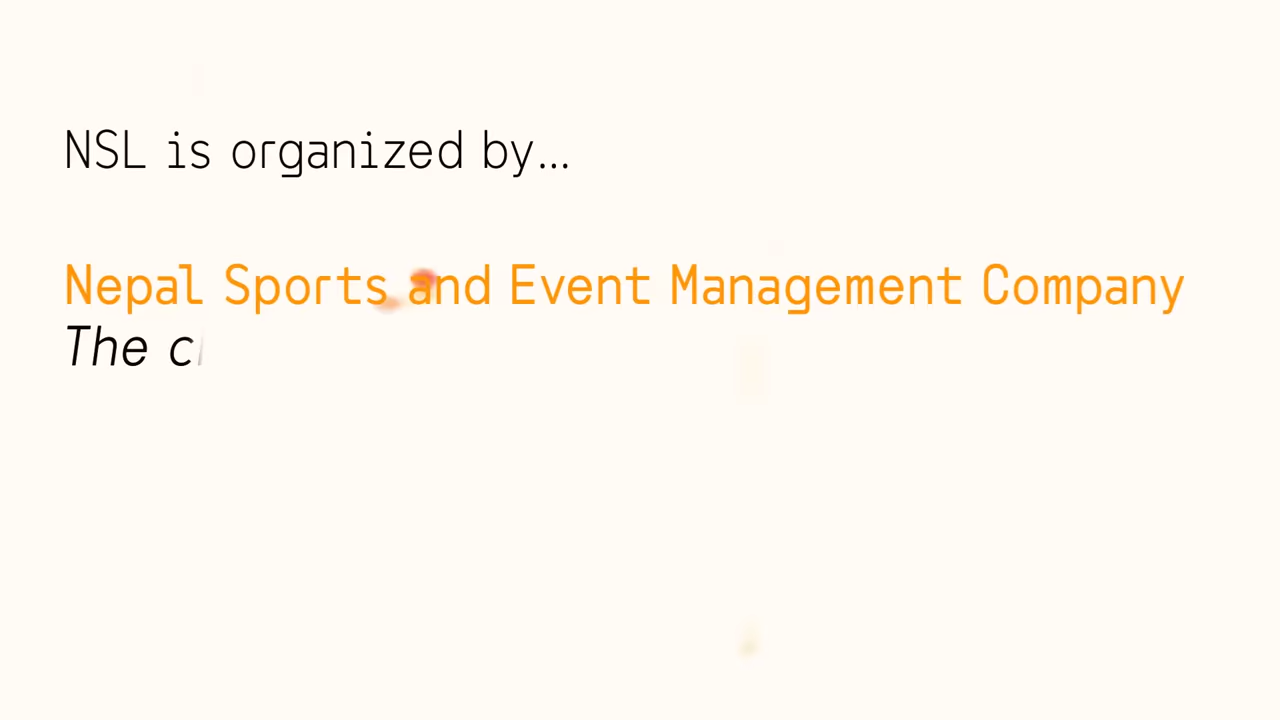 NSL is organized by...
Nepal Sports and Event Management Company
The c